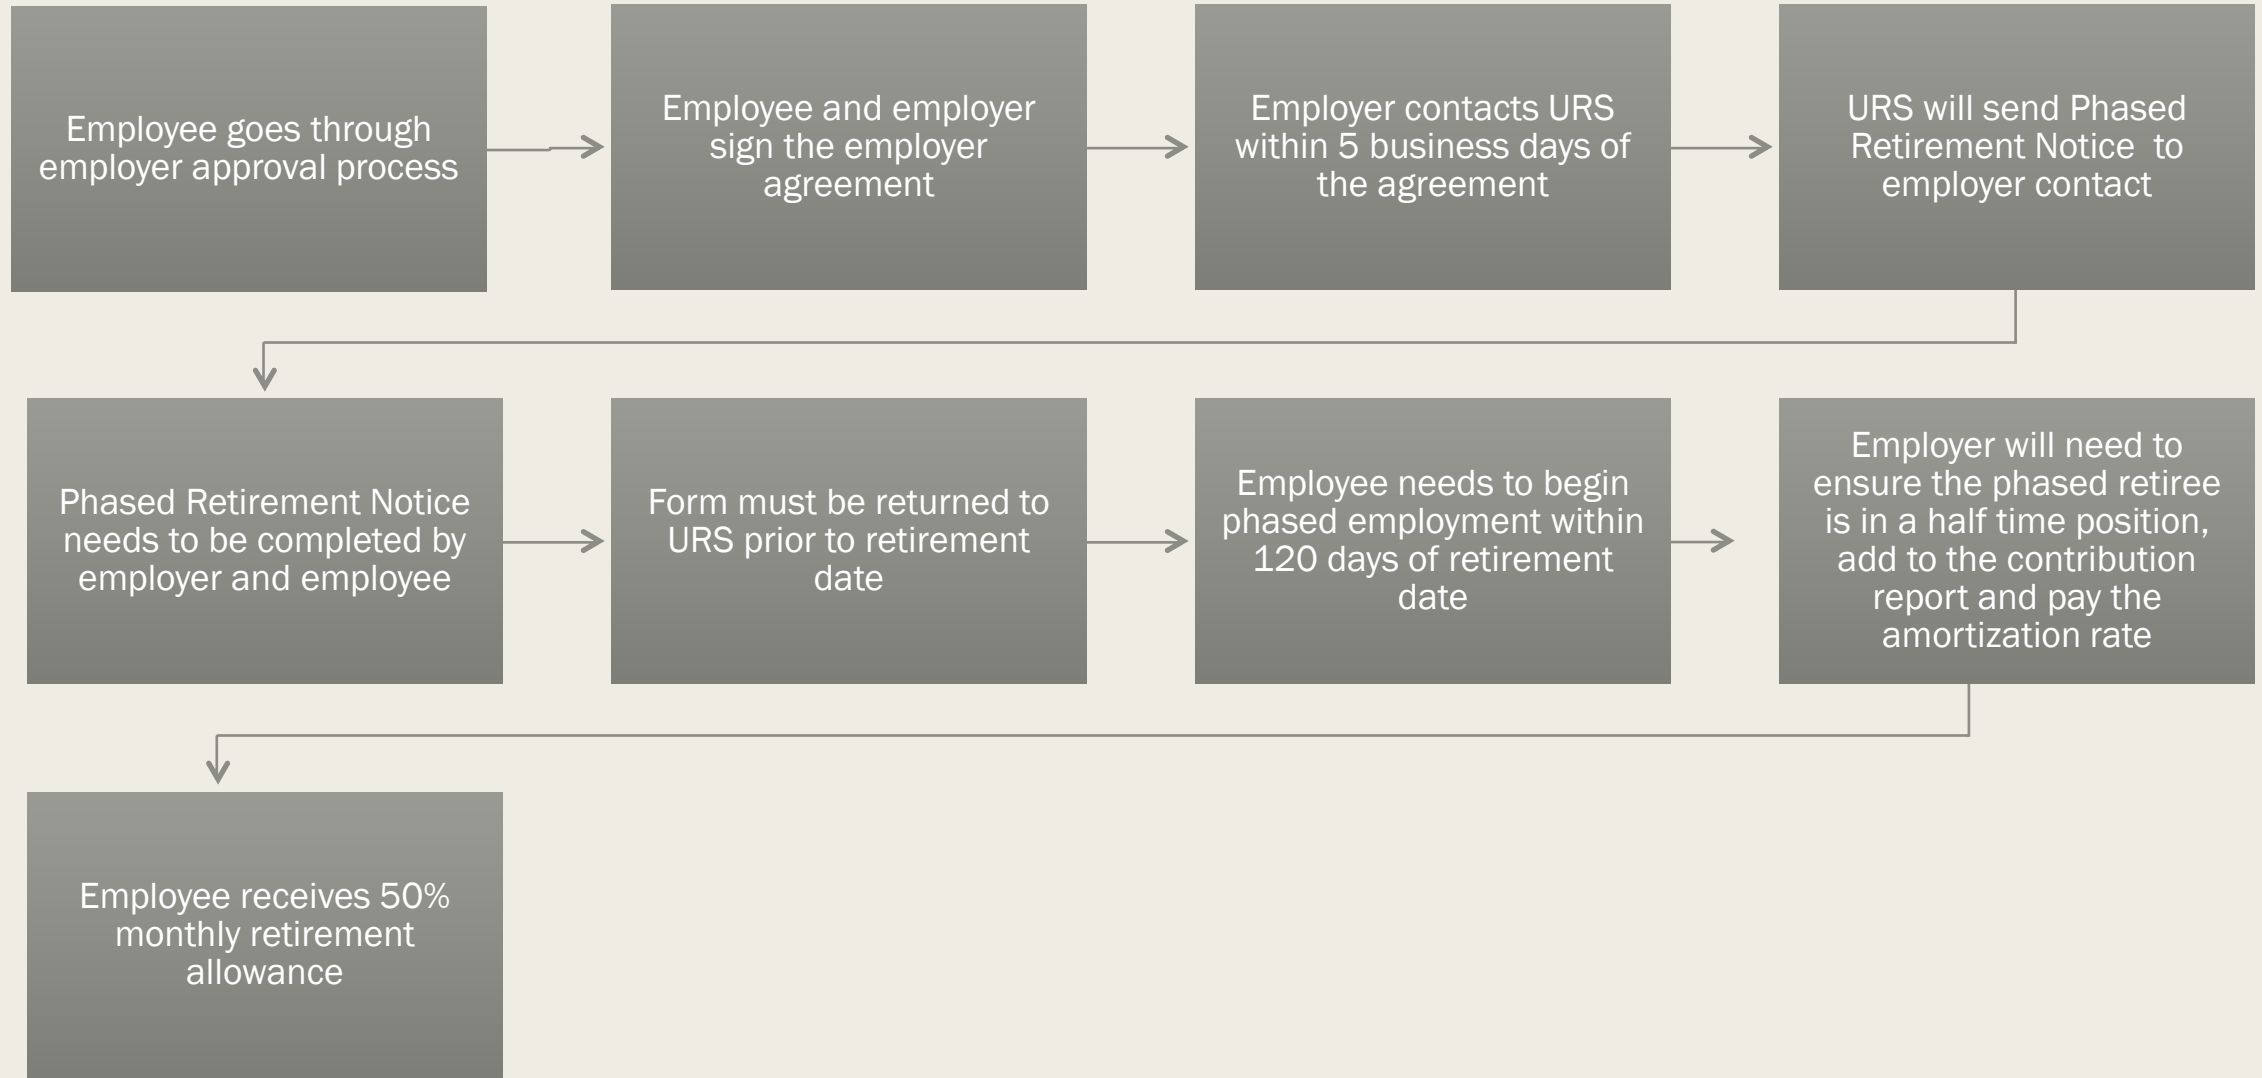 Employee goes through
employer approval process
Employee and employer
sign the employer
agreement
Employer contacts URS
within 5 business days of
the agreement
URS will send Phased
Retirement Notice  to
employer contact
Phased Retirement Notice
needs to be completed by
employer and employee
Form must be returned to
URS prior to retirement
date
Employee needs to begin
phased employment within
120 days of retirement
date
Employer will need to
ensure the phased retiree
is in a half time position,
add to the contribution
report and pay the
amortization rate
Employee receives 50%
monthly retirement
allowance